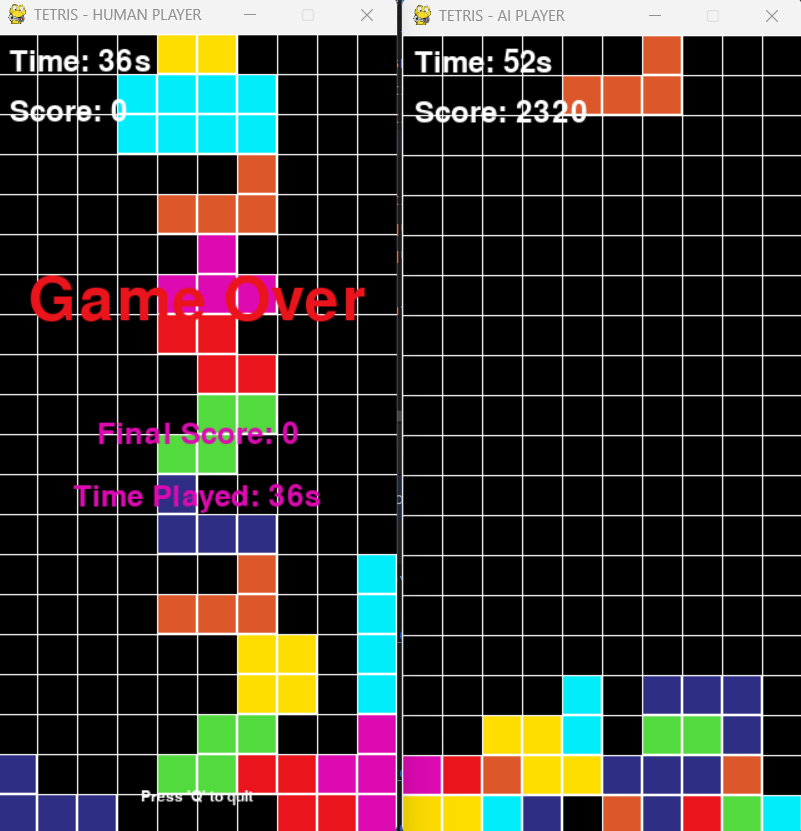 TETRIS - HUMAN PLAYER
Time: 36s
Score: 0
Game Over
Final Score: 0
Time Played: 36s
Press 'Q' to quit
TETRIS - AI PLAYER
Time: 52s
Score: 2320